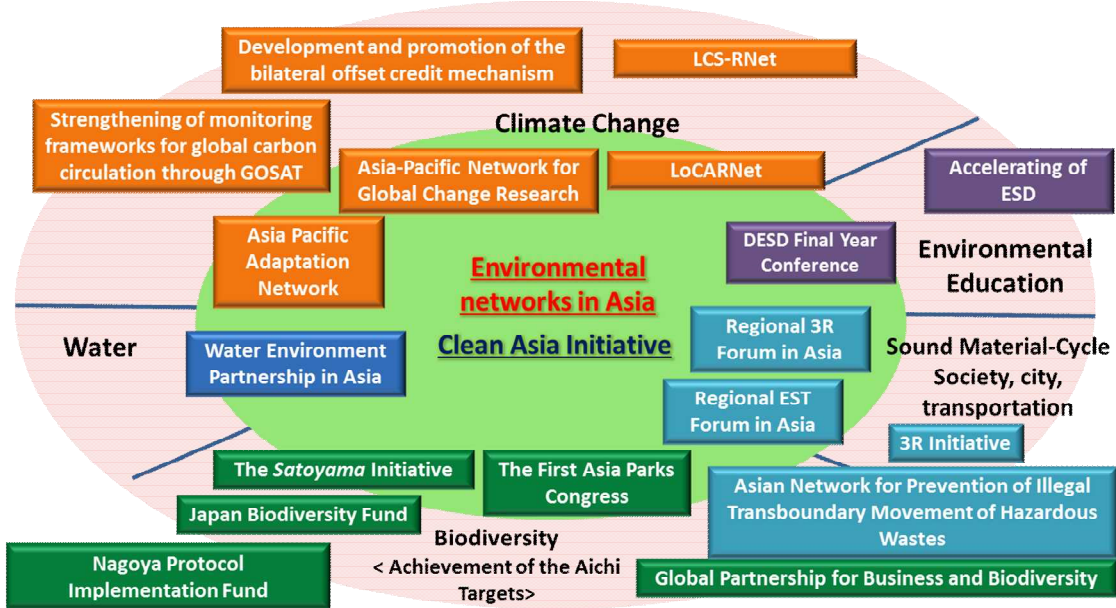 Development and promotion of the
bilateral offset credit mechanism
LCS-RNet
Strengthening of monitoring
frameworks for global carbon
circulation through GOSAT
Climate Change
Asia-Pacific Network for
Global Change Research
LoCARNet
Accelerating of
ESD
Asia Pacific
Adaptation
Network
DESD Final Year
Conference
Environmental
Education
Environmental
networks in Asia
Clean Asia Initiative
Water
Water Environment
Partnership in Asia
Regional 3R
Forum in Asia
Sound Material-Cycle
Society, city,
transportation
Regional EST
Forum in Asia
3R Initiative
The Satoyama Initiative
The First Asia Parks
Congress
Asian Network for Prevention of Illegal
Transboundary Movement of Hazardous
Wastes
Japan Biodiversity Fund
Biodiversity
< Achievement of the Aichi
Targets>
Nagoya Protocol
Implementation Fund
Global Partnership for Business and Biodiversity